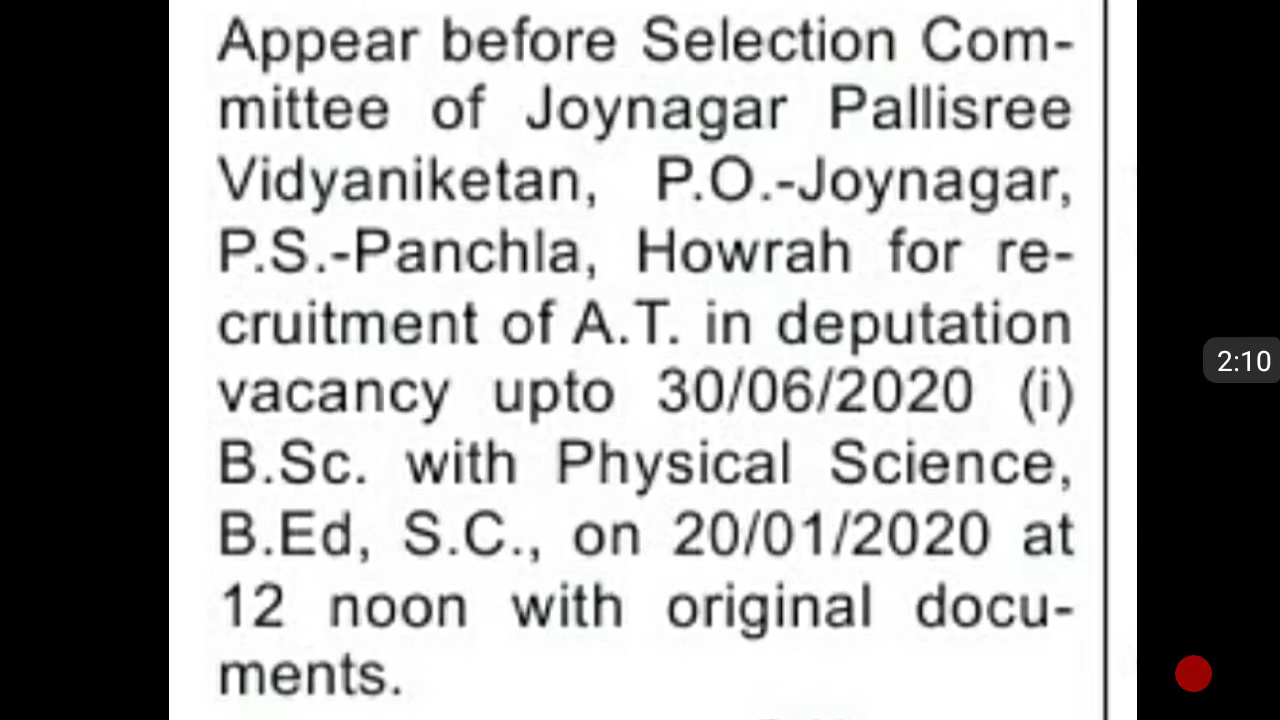 Appear before Selection Com-
mittee of Joynagar Pallisree
Vidyaniketan, P.O.-Joynagar,
P.S.-Panchla, Howrah for re-
cruitment of A.T. in deputation
vacancy upto 30/06/2020 (i)
B.Sc. with Physical Science,
B.Ed, S.C., on 20/01/2020 at
12 noon with original docu-
ments.
2:10